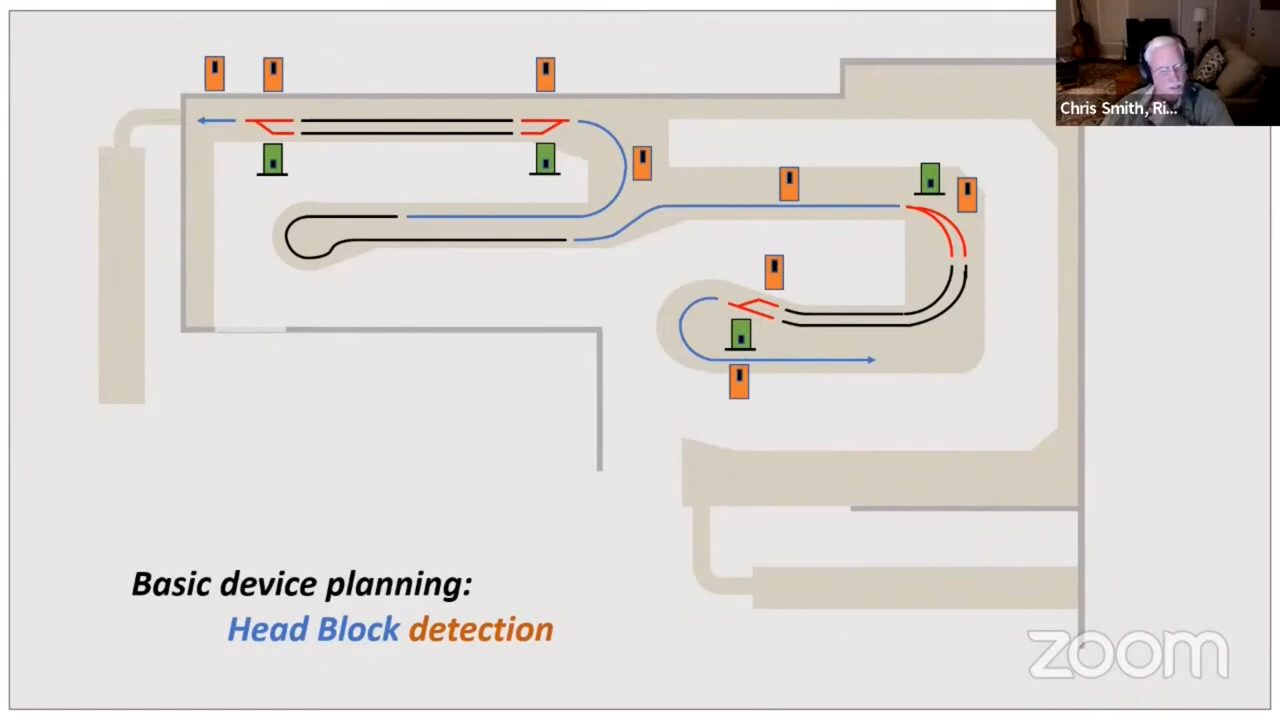 Chris Smith, Ri...
Basic device planning:
Head Block detection
zoom